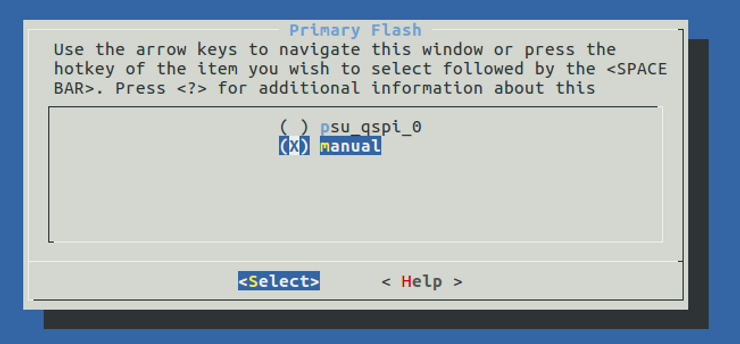 Primary Flash
Use the arrow keys to navigate this window or press the
hotkey of the item you wish to select followed by the <SPACE
BAR>. Press <?> for additional information about this
( ) psu_qspi_0
(X) manual
<Select> < Help >